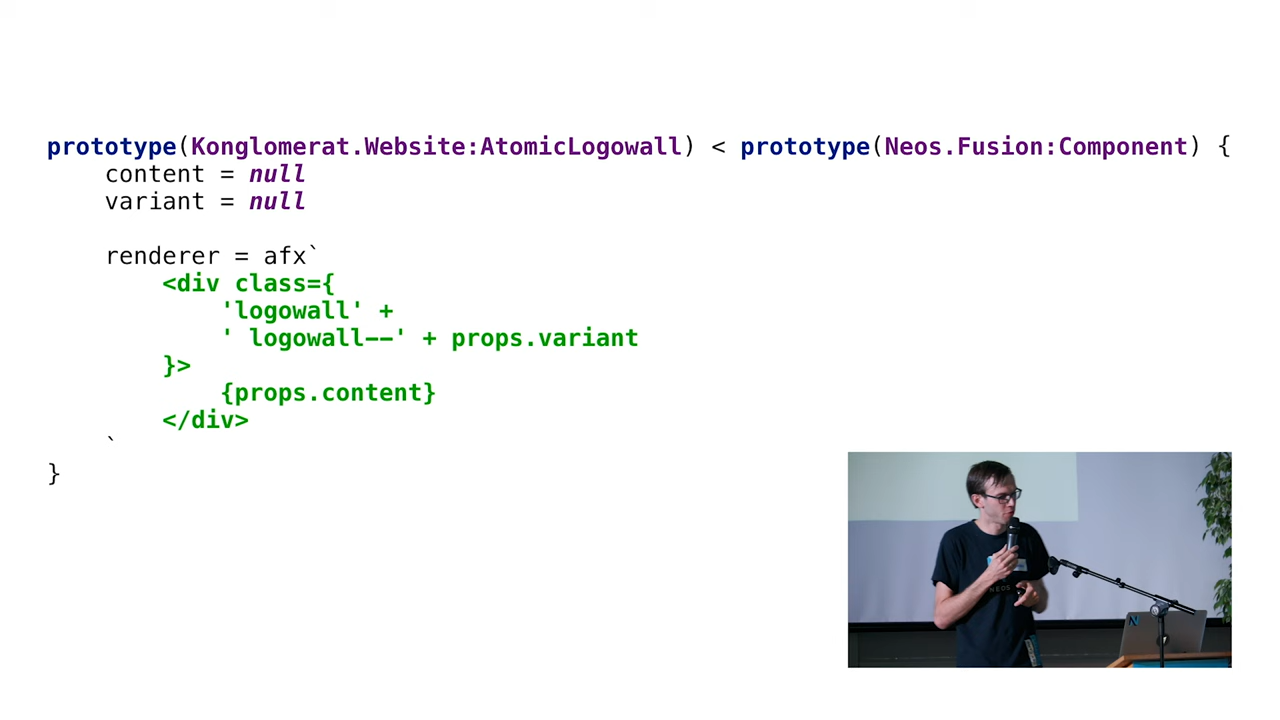 prototype(Konglomerat.Website:AtomicLogowall) < prototype(Neos.Fusion:Component) {
    content = null
    variant = null

    renderer = afx`
        <div class={
            'logowall' +
            ' logowall--' + props.variant
        }>
            {props.content}
        </div>
    `
}
NEOS
N